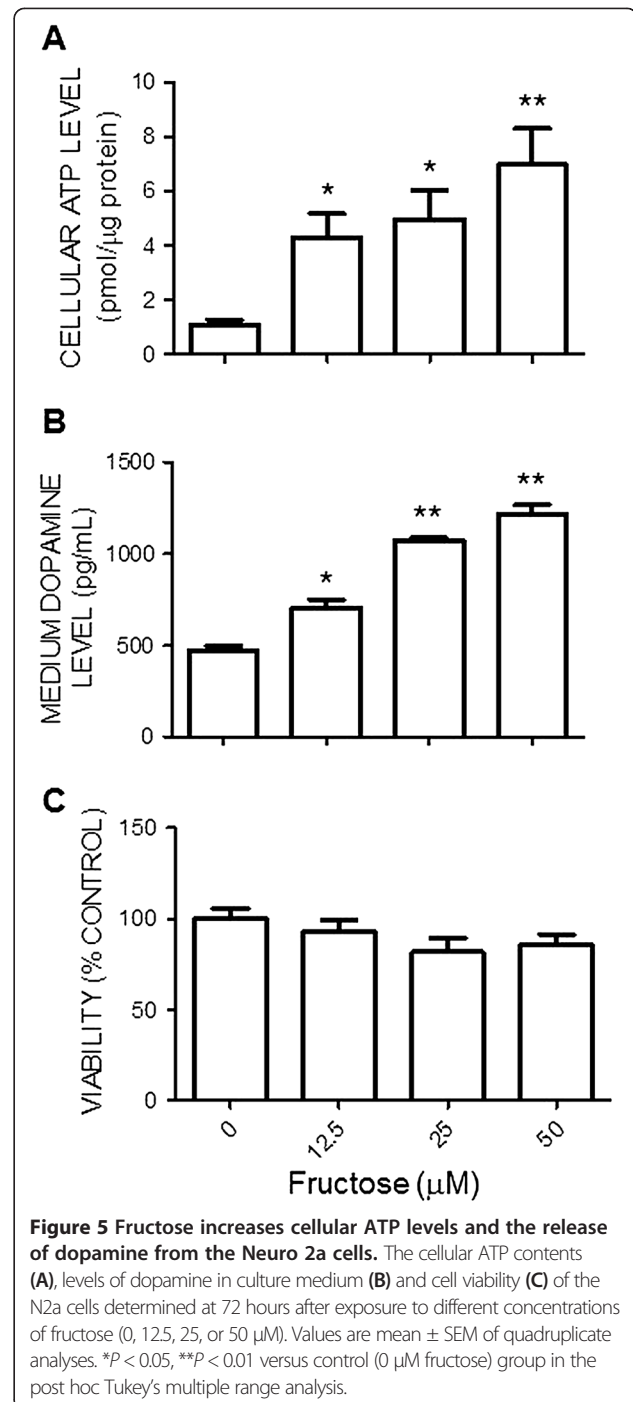 A
CELLULAR ATP LEVEL
(pmol/µg protein)
10
8
6
4
2
0
*
*
**
B
MEDIUM DOPAMINE
LEVEL (pg/mL)
1500
1000
500
0
*
**
**
C
VIABILITY (% CONTROL)
150
100
50
0
0
12.5
25
50
Fructose (µM)
Figure 5 Fructose increases cellular ATP levels and the release
of dopamine from the Neuro 2a cells. The cellular ATP contents
(A), levels of dopamine in culture medium (B) and cell viability (C) of the
N2a cells determined at 72 hours after exposure to different concentrations
of fructose (0, 12.5, 25, or 50 µM). Values are mean ± SEM of quadruplicate
analyses. *P < 0.05, **P < 0.01 versus control (0 µM fructose) group in the
post hoc Tukey's multiple range analysis.